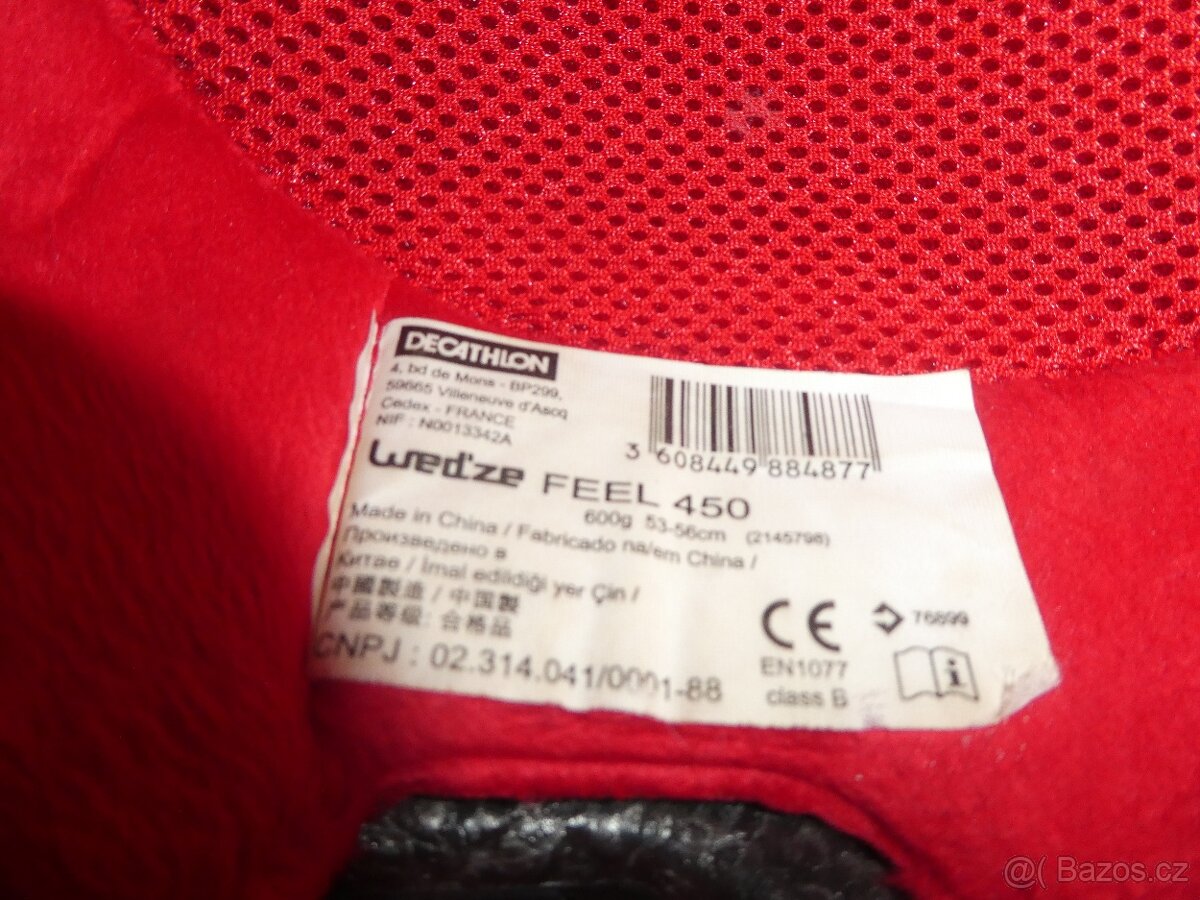 DECATHLON
4, bd de Mons - BP299,
59665 Villeneuve d'Ascq
Cedex - FRANCE
NIF : N0013342A
3 608449 884877
Wed'ze FEEL 450
600g 53-56cm (2145798)
Made in China / Fabricado na/em China /
Произведено в
Китае / İmal edildiği yer Çin /
中國製造 / 中国製
产品等级: 合格品
CNPJ : 02.314.041/0001-88
CE
EN1077
class B
76899
i
@( Bazos.cz